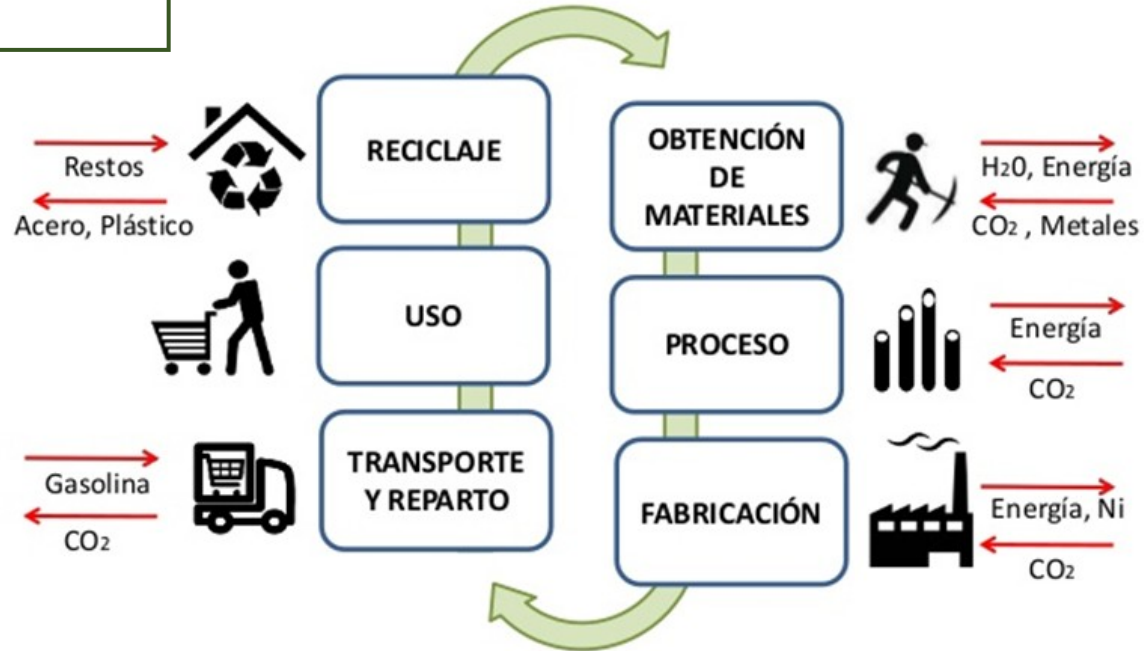 RECICLAJE
Restos
Acero, Plástico
USO
TRANSPORTE
Y REPARTO
Gasolina
CO₂
OBTENCIÓN
DE
MATERIALES
H₂0, Energía
CO₂ , Metales
PROCESO
Energía
CO₂
FABRICACIÓN
Energía, Ni
CO₂